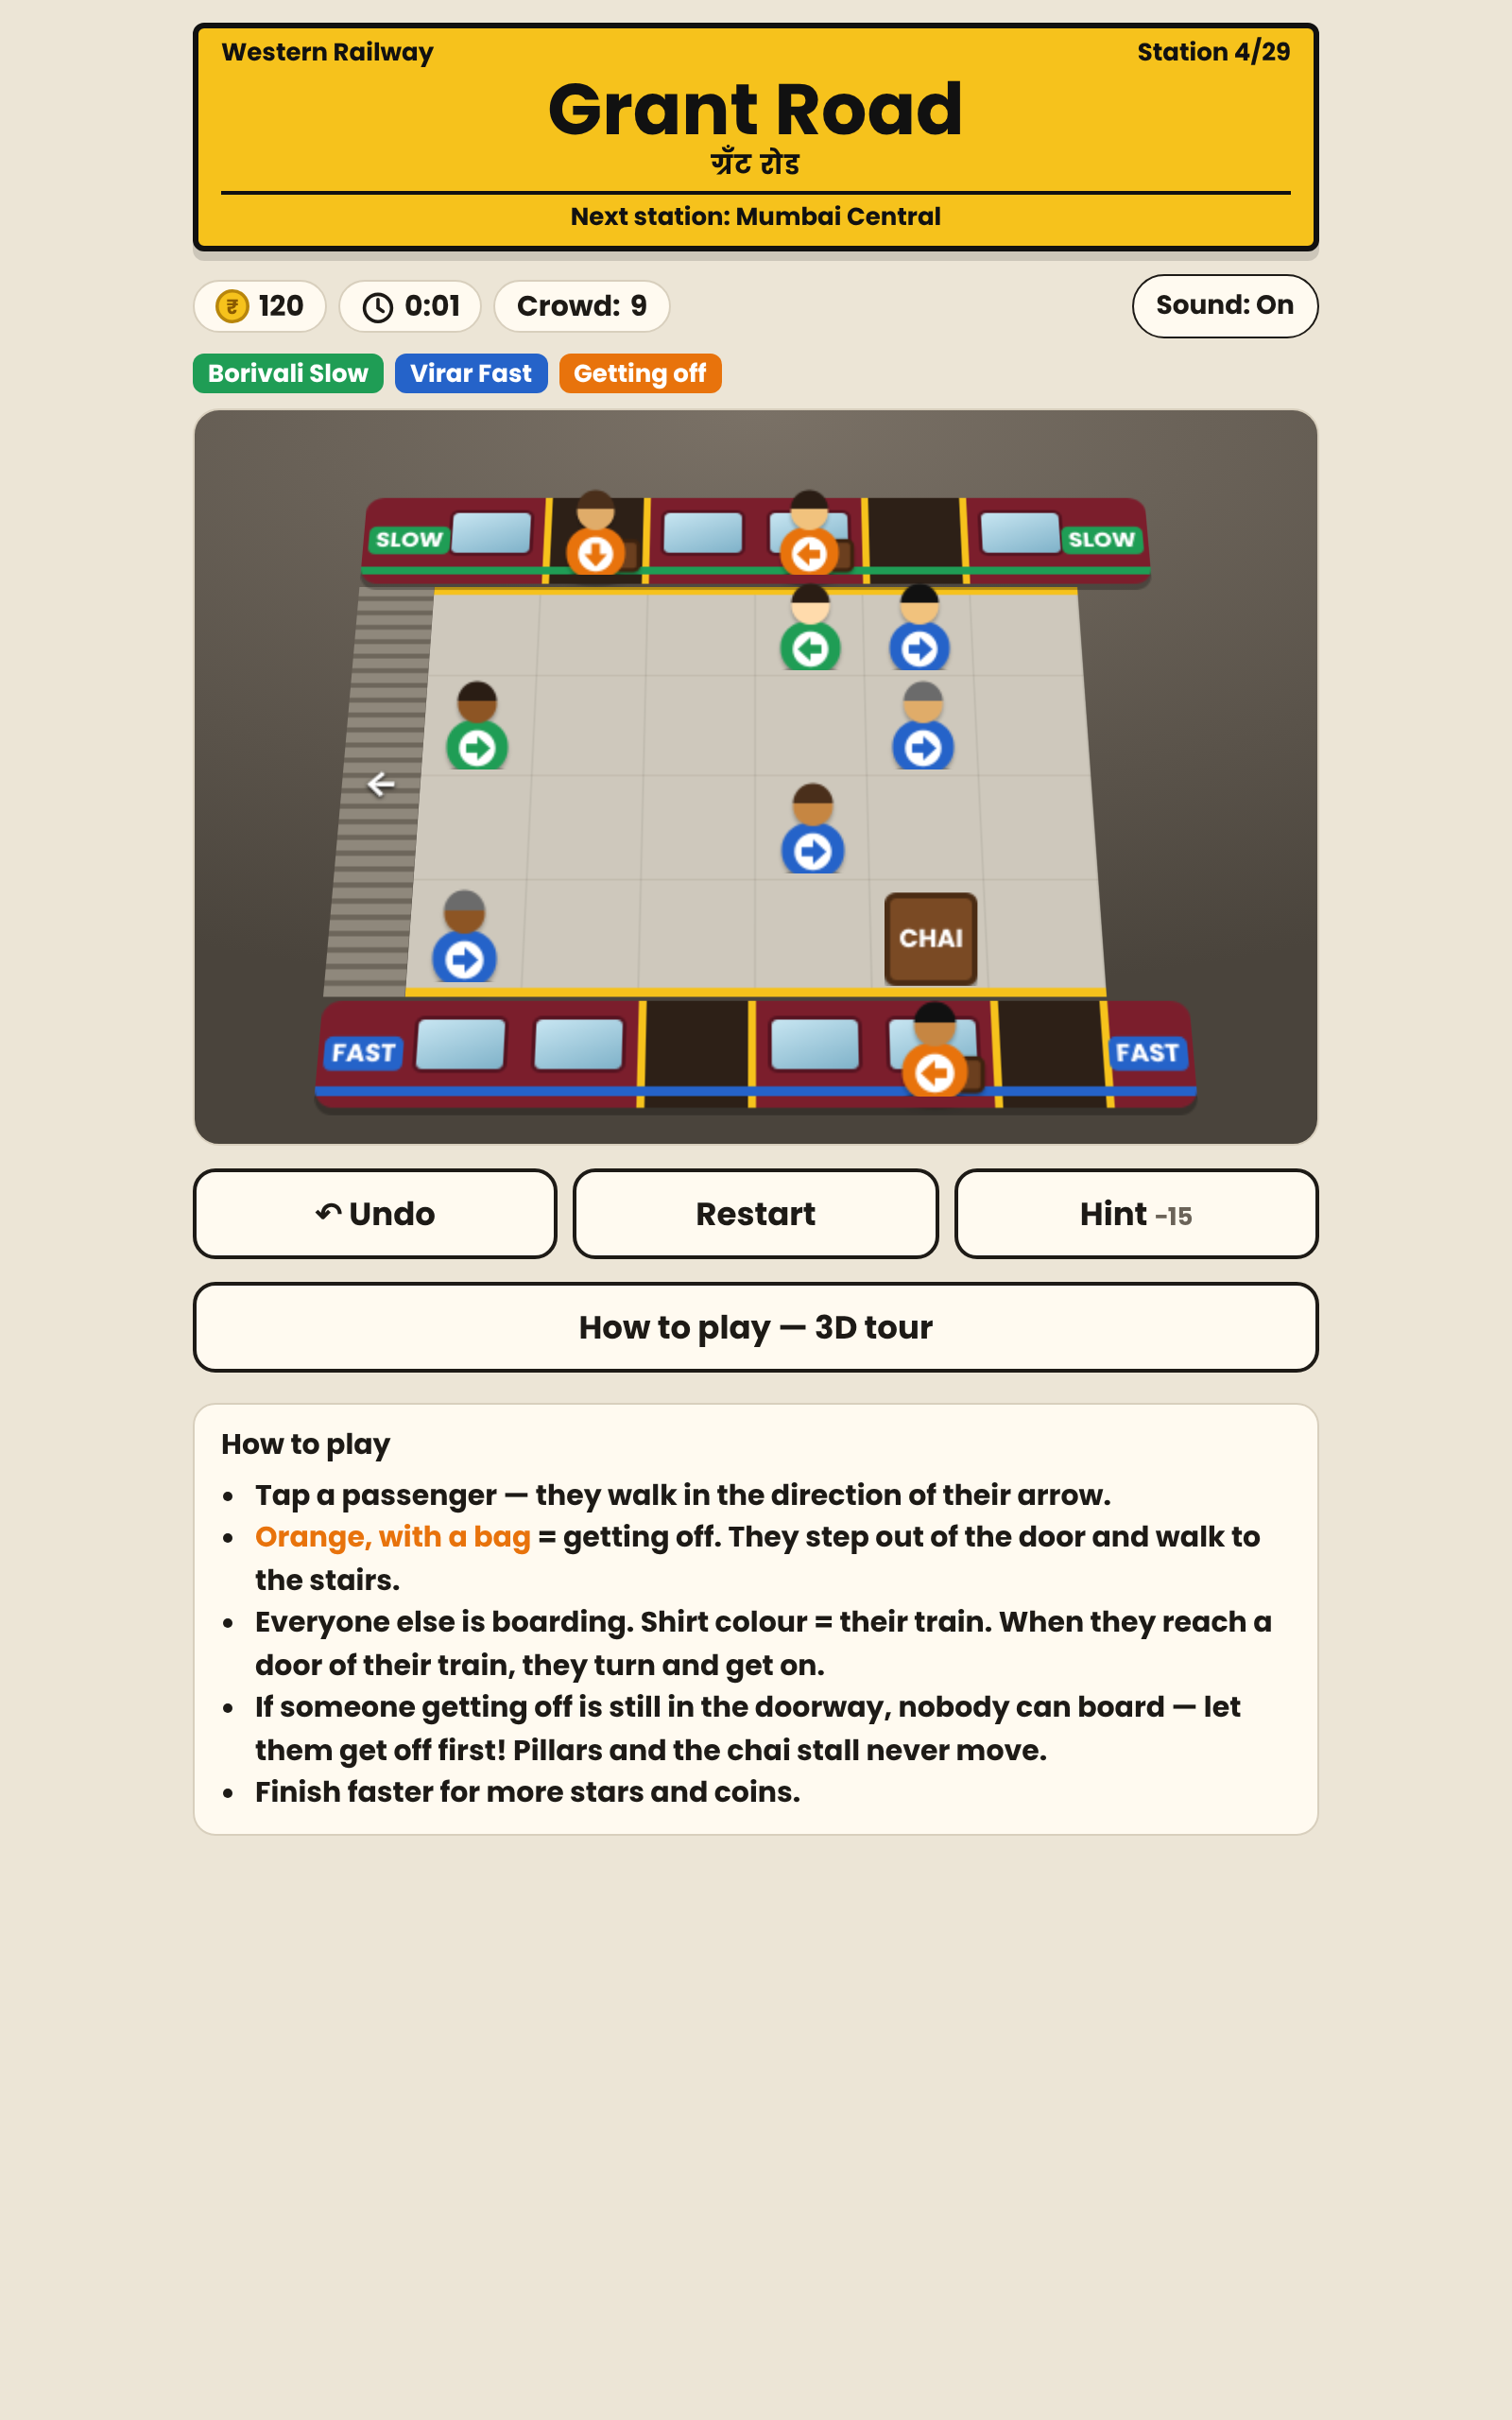 Western Railway
Station 4/29
Grant Road
ग्रँट रोड
Next station: Mumbai Central
₹ 120
0:01
Crowd: 9
Sound: On
Borivali Slow
Virar Fast
Getting off
SLOW
SLOW
CHAI
FAST
FAST
↶ Undo
Restart
Hint -15
How to play — 3D tour
How to play
• Tap a passenger — they walk in the direction of their arrow.
• Orange, with a bag = getting off. They step out of the door and walk to
the stairs.
• Everyone else is boarding. Shirt colour = their train. When they reach a
door of their train, they turn and get on.
• If someone getting off is still in the doorway, nobody can board — let
them get off first! Pillars and the chai stall never move.
• Finish faster for more stars and coins.